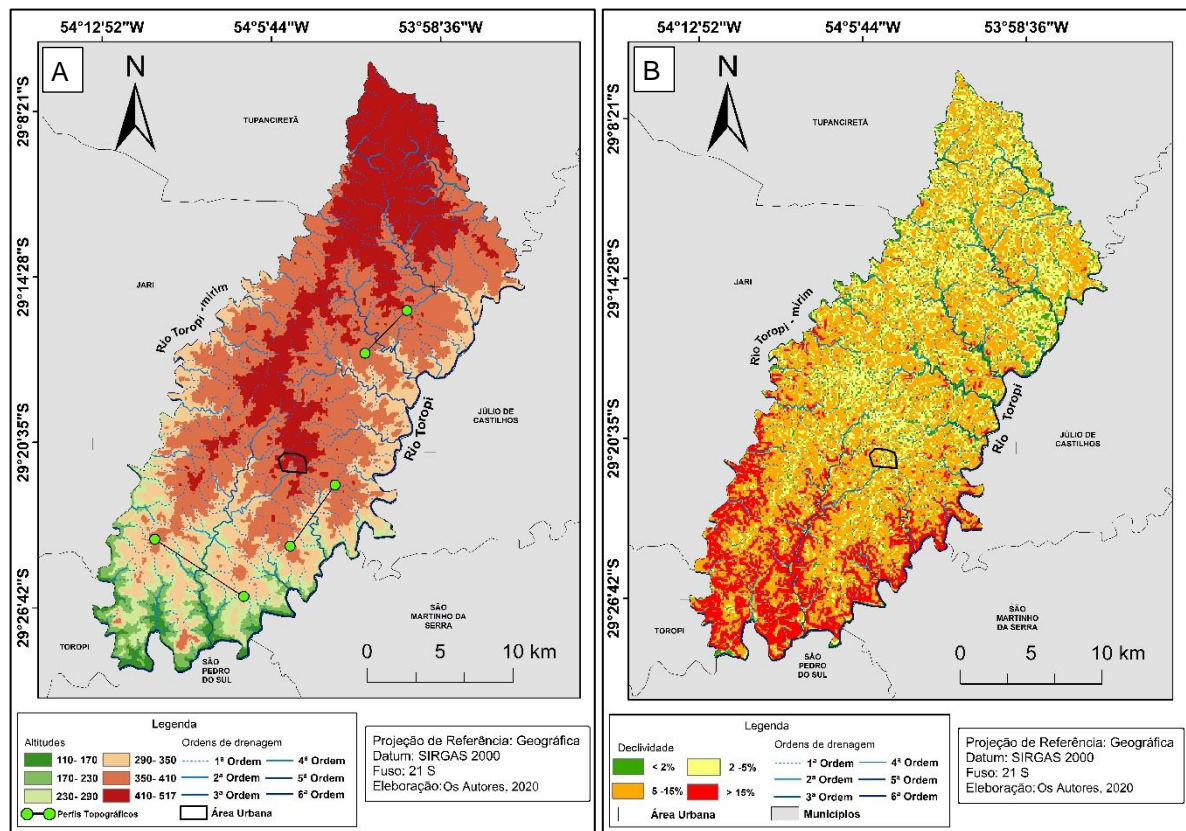 54°12'52"W
54°5'44"W
53°58'36"W
A
N
29°8'21"S
29°14'28"S
29°20'35"S
29°26'42"S
TUPANCIRETÃ
JARI
Rio Toropi -mirim
Rio Toropi
JÚLIO DE
CASTILHOS
SÃO
MARTINHO DA
SERRA
TOROPI
SÃO
PEDRO
DO SUL
0 5 10 km
Legenda
Altitudes
110- 170
170- 230
230- 290
290- 350
350- 410
410- 517
Ordens de drenagem
1ª Ordem
2ª Ordem
3ª Ordem
4ª Ordem
5ª Ordem
6ª Ordem
Perfis Topográficos
Área Urbana
Projeção de Referência: Geográfica
Datum: SIRGAS 2000
Fuso: 21 S
Eleboração: Os Autores, 2020
54°12'52"W
54°5'44"W
53°58'36"W
B
N
29°8'21"S
29°14'28"S
29°20'35"S
29°26'42"S
TUPANCIRETÃ
JARI
Rio Toropi - mirim
Rio Toropi
JÚLIO DE
CASTILHOS
SÃO
MARTINHO DA
SERRA
TOROPI
SÃO
PEDRO
DO SUL
0 5 10 km
Legenda
Declividade
< 2%
2 -5%
5 -15%
> 15%
Ordens de drenagem
1ª Ordem
2ª Ordem
3ª Ordem
4ª Ordem
5ª Ordem
6ª Ordem
Área Urbana
Municípios
Projeção de Referência: Geográfica
Datum: SIRGAS 2000
Fuso: 21 S
Eleboração: Os Autores, 2020